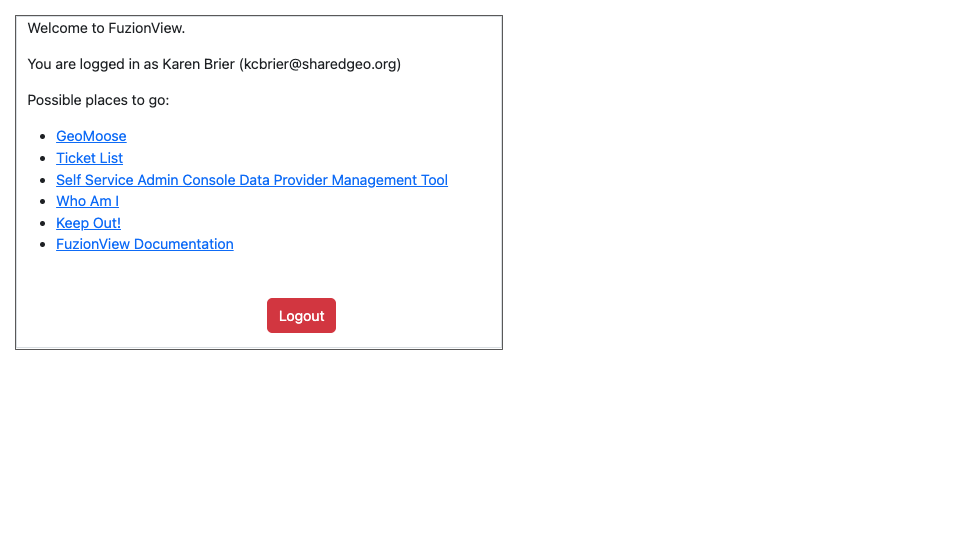 Welcome to FuzionView.
You are logged in as Karen Brier (kcbrier@sharedgeo.org)
Possible places to go:
GeoMoose
Ticket List
Self Service Admin Console Data Provider Management Tool
Who Am I
Keep Out!
FuzionView Documentation
Logout